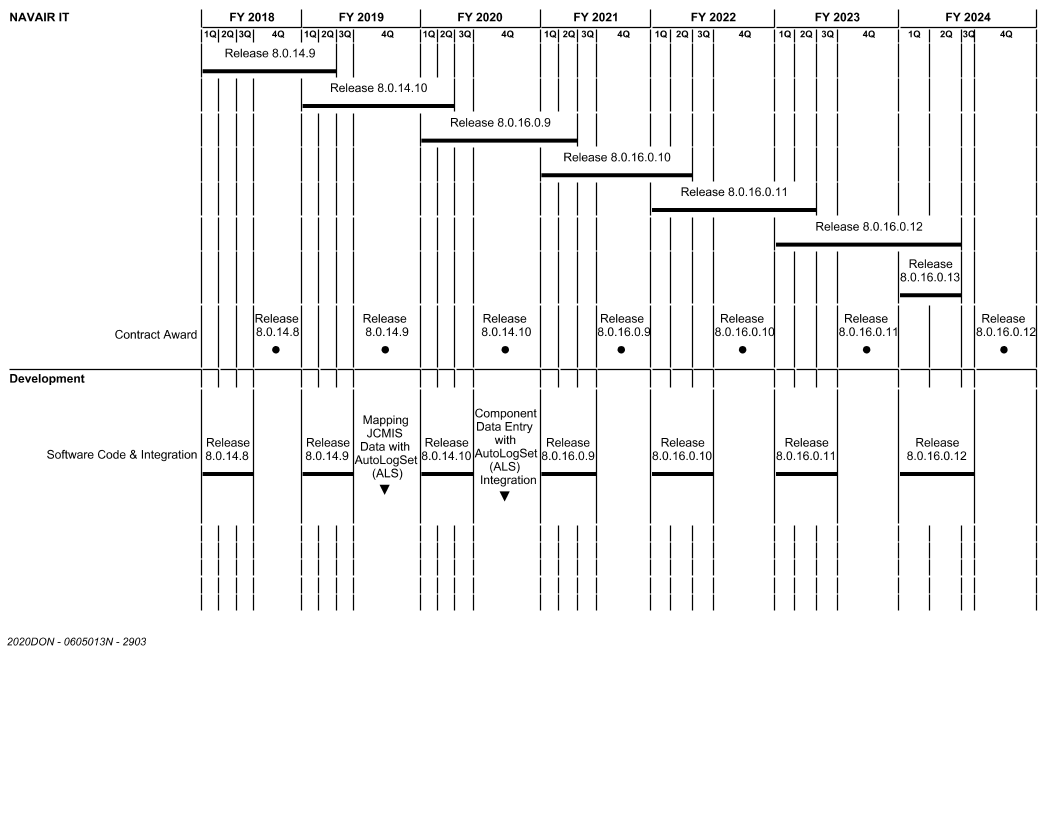 NAVAIR IT
FY 2018 FY 2019 FY 2020 FY 2021 FY 2022 FY 2023 FY 2024
1Q 2Q 3Q 4Q 1Q 2Q 3Q 4Q 1Q 2Q 3Q 4Q 1Q 2Q 3Q 4Q 1Q 2Q 3Q 4Q 1Q 2Q 3Q 4Q 1Q 2Q 3Q 4Q
Release 8.0.14.9
Release 8.0.14.10
Release 8.0.16.0.9
Release 8.0.16.0.10
Release 8.0.16.0.11
Release 8.0.16.0.12
Release
8.0.16.0.13
Contract Award
Release
8.0.14.8
Release
8.0.14.9
Release
8.0.14.10
Release
8.0.16.0.9
Release
8.0.16.0.10
Release
8.0.16.0.11
Release
8.0.16.0.12
Development
Software Code & Integration
Release
8.0.14.8
Release
8.0.14.9
Mapping
JCMIS
Data with
AutoLogSet
(ALS)
Release
8.0.14.10
Component
Data Entry
with
AutoLogSet
(ALS)
Integration
Release
8.0.16.0.9
Release
8.0.16.0.10
Release
8.0.16.0.11
Release
8.0.16.0.12
2020DON - 0605013N - 2903